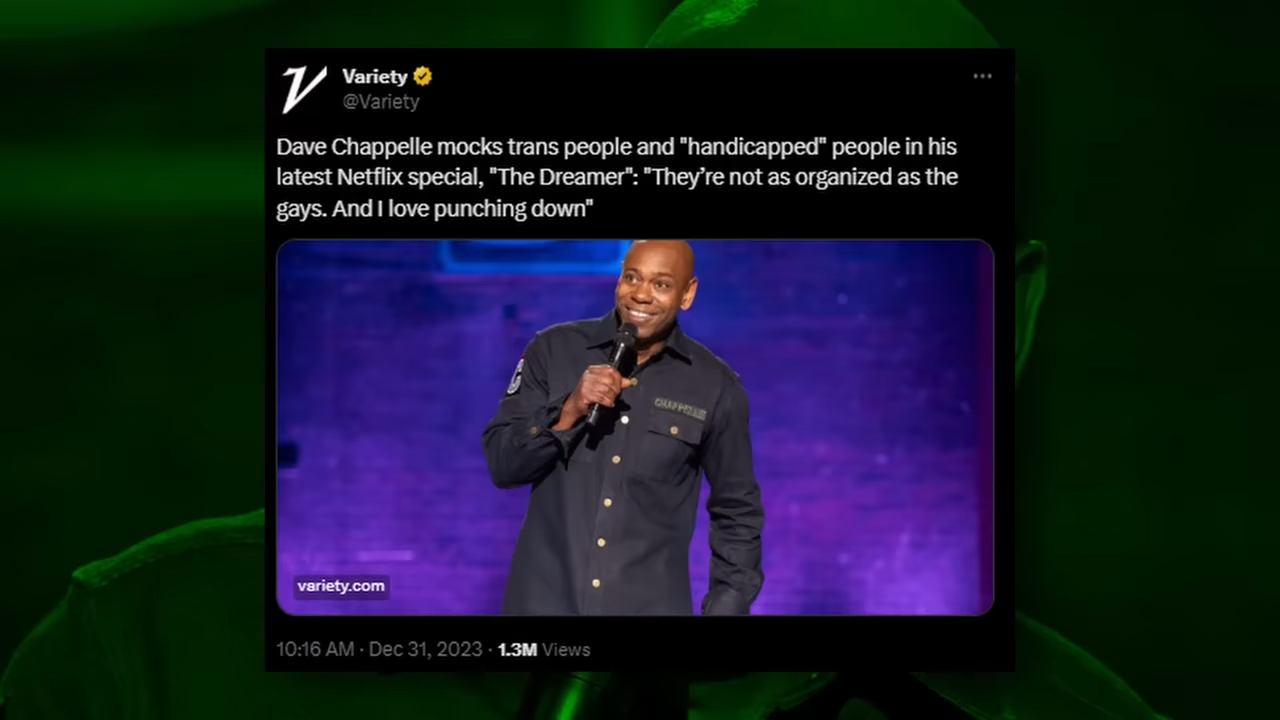 Variety
@Variety
Dave Chappelle mocks trans people and "handicapped" people in his
latest Netflix special, "The Dreamer": "They’re not as organized as the
gays. And I love punching down"
CHAPPELLE
variety.com
10:16 AM · Dec 31, 2023 · 1.3M Views